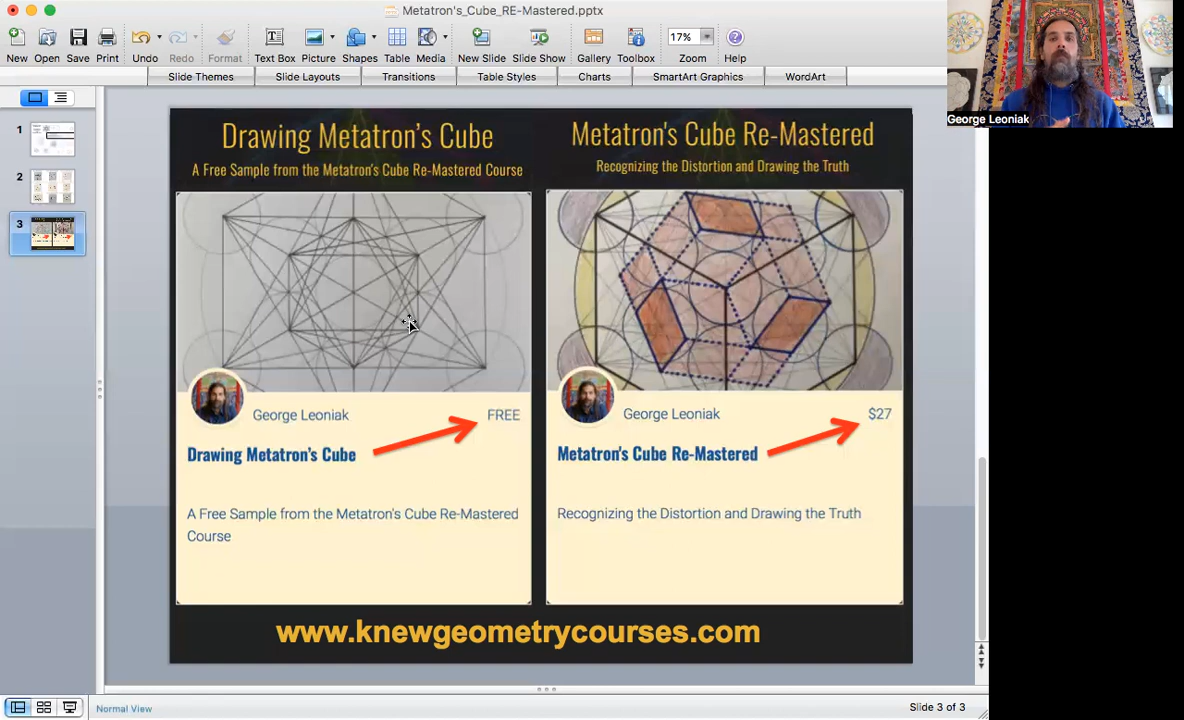 Metatron's_Cube_RE-Mastered.pptx
New Open Save Print Undo Redo Format Text Box Picture Shapes Table Media New Slide Slide Show Gallery Toolbox Zoom Help
17%
Slide Themes Slide Layouts Transitions Table Styles Charts SmartArt Graphics WordArt
George Leoniak
1
2
3
Drawing Metatron's Cube
A Free Sample from the Metatron's Cube Re-Mastered Course
George Leoniak FREE
Drawing Metatron's Cube
A Free Sample from the Metatron's Cube Re-Mastered
Course
Metatron's Cube Re-Mastered
Recognizing the Distortion and Drawing the Truth
George Leoniak $27
Metatron's Cube Re-Mastered
Recognizing the Distortion and Drawing the Truth
www.knewgeometrycourses.com
Normal View
Slide 3 of 3